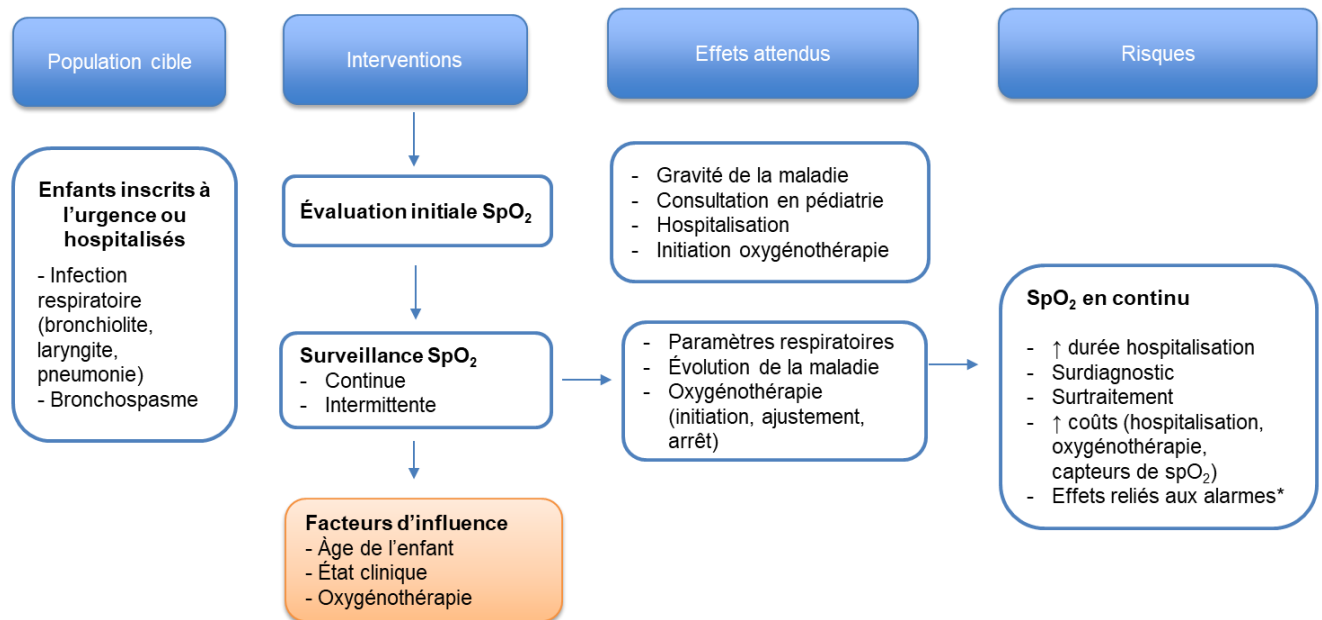 Population cible
Interventions
Effets attendus
Risques
Enfants inscrits à
l'urgence ou
hospitalisés
- Infection
respiratoire
(bronchiolite,
laryngite,
pneumonie)
- Bronchospasme
Évaluation initiale SpO₂
Surveillance SpO₂
- Continue
- Intermittente
Facteurs d'influence
- Àge de l'enfant
- État clinique
- Oxygénothérapie
- Gravité de la maladie
- Consultation en pédiatrie
- Hospitalisation
- Initiation oxygénothérapie
- Paramètres respiratoires
- Évolution de la maladie
- Oxygénothérapie
(initiation, ajustement,
arrêt)
SpO₂ en continu
- ↑ durée hospitalisation
- Surdiagnostic
- Surtraitement
- ↑ coûts (hospitalisation,
oxygénothérapie,
capteurs de spO₂)
- Effets reliés aux alarmes*